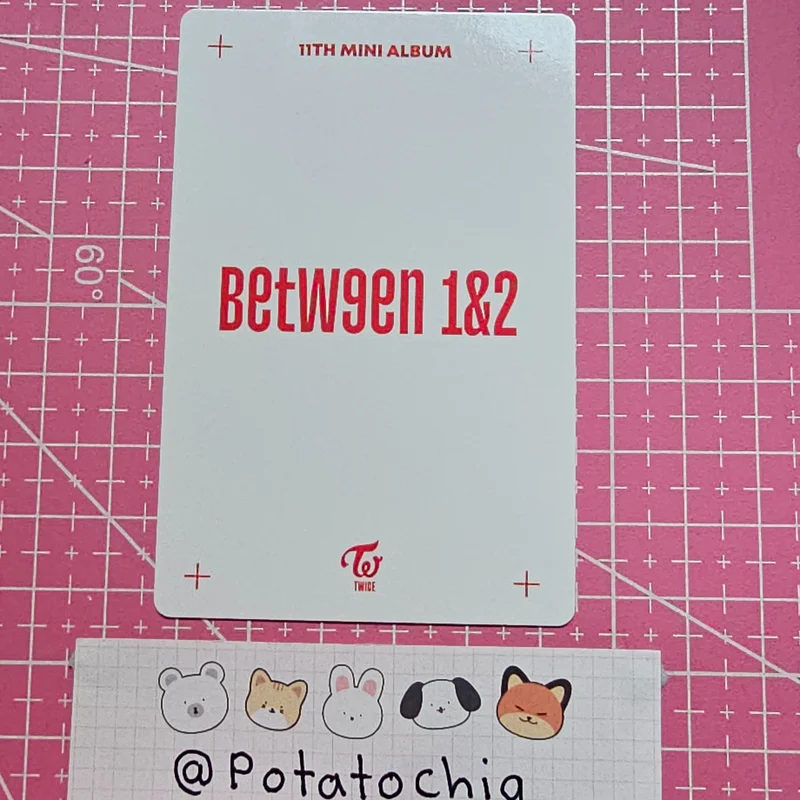 11TH MINI ALBUM
60°
BetW9en 1&2
TWICE
@Potatochig